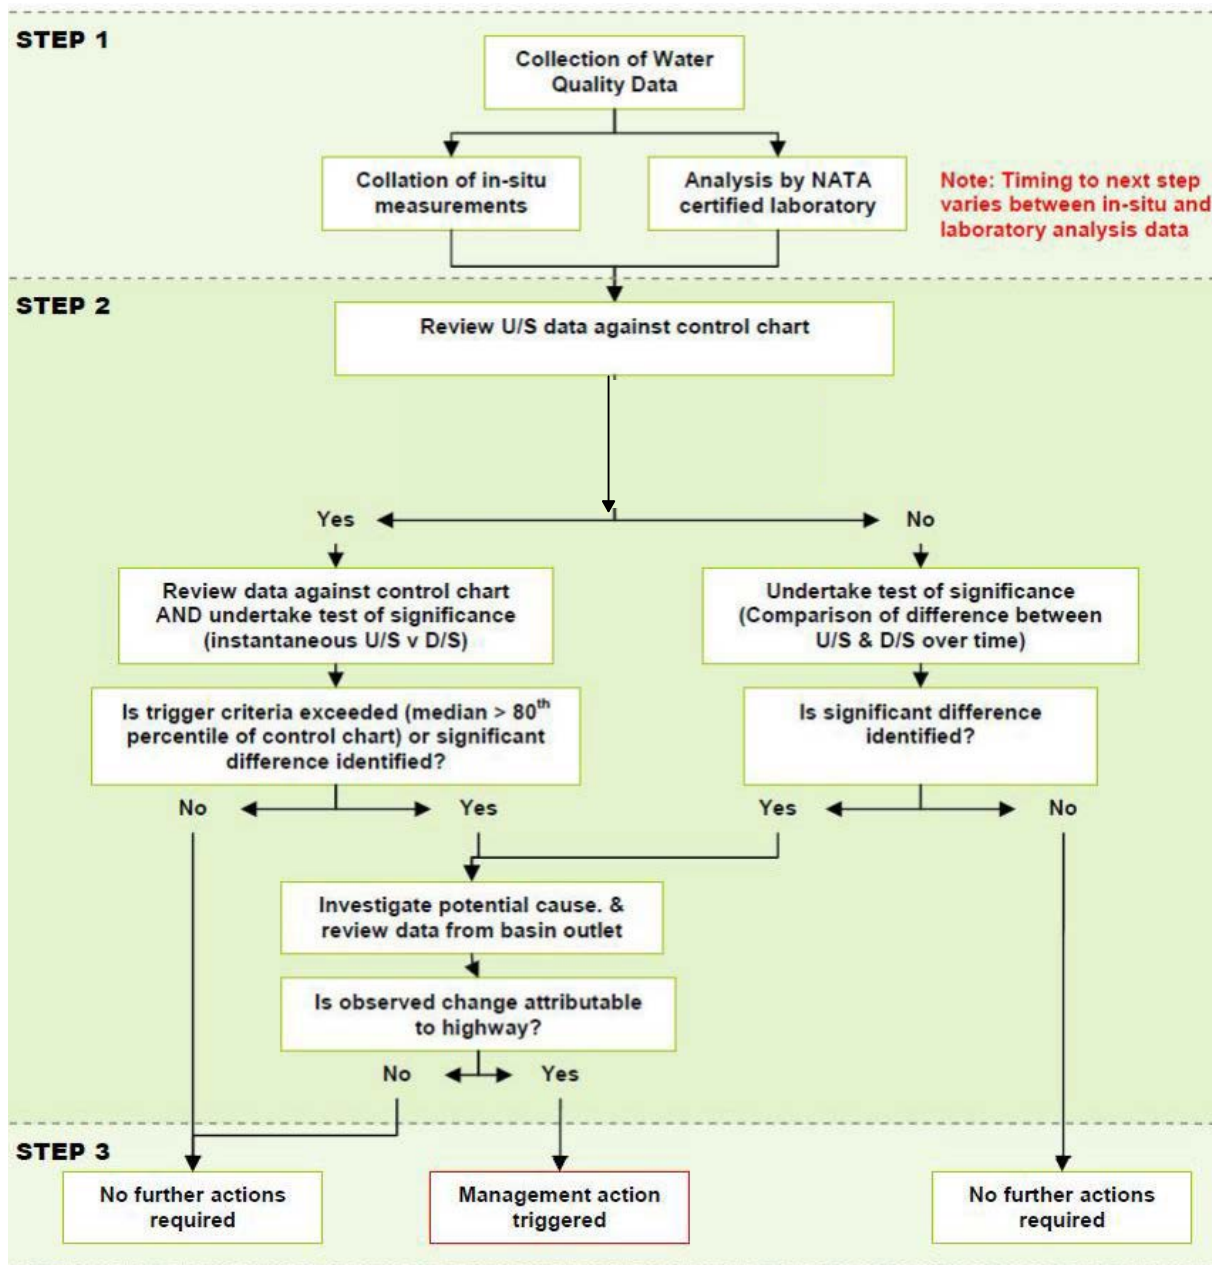 STEP 1
Collection of Water
Quality Data
Collation of in-situ
measurements
Analysis by NATA
certified laboratory
Note: Timing to next step
varies between in-situ and
laboratory analysis data
STEP 2
Review U/S data against control chart
Yes
No
Review data against control chart
AND undertake test of significance
(instantaneous U/S v D/S)
Undertake test of significance
(Comparison of difference between
U/S & D/S over time)
Is trigger criteria exceeded (median > 80th
percentile of control chart) or significant
difference identified?
Is significant difference
identified?
No
Yes
Yes
No
Investigate potential cause. &
review data from basin outlet
Is observed change attributable
to highway?
No
Yes
STEP 3
No further actions
required
Management action
triggered
No further actions
required